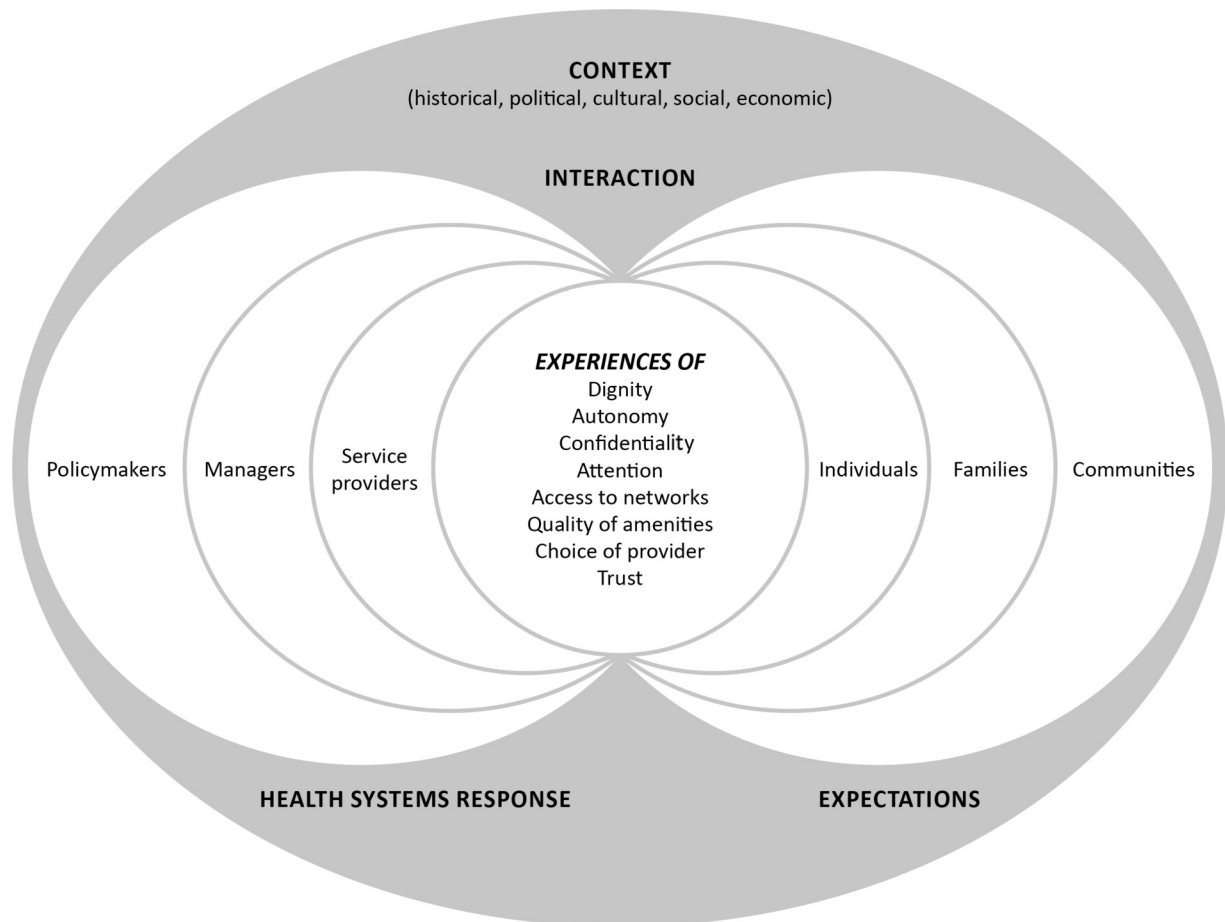 CONTEXT
(historical, political, cultural, social, economic)
INTERACTION
EXPERIENCES OF
Dignity
Autonomy
Confidentiality
Attention
Access to networks
Quality of amenities
Choice of provider
Trust
Policymakers
Managers
Service
providers
Individuals
Families
Communities
HEALTH SYSTEMS RESPONSE
EXPECTATIONS